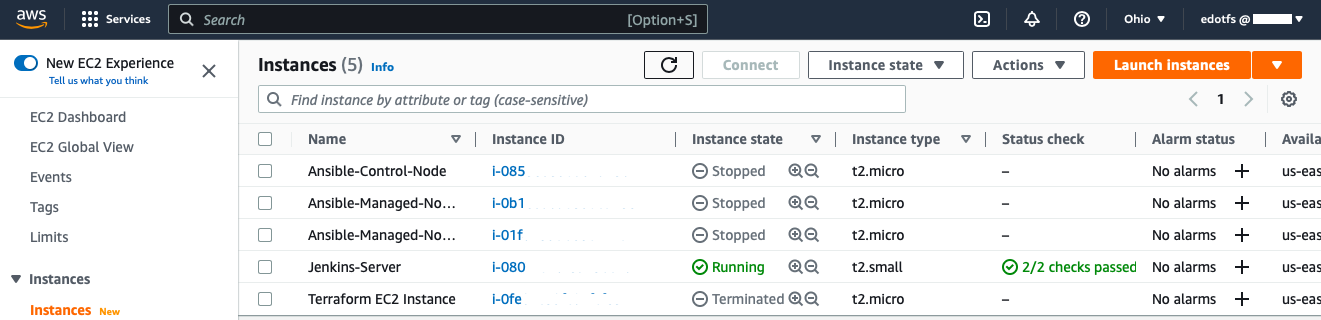 aws Services Search [Option+S] Ohio edotfs @
New EC2 Experience
Tell us what you think
EC2 Dashboard
EC2 Global View
Events
Tags
Limits
Instances
Instances New
Instances (5) Info Connect Instance state Actions Launch instances
Find instance by attribute or tag (case-sensitive) 1
Name Instance ID Instance state Instance type Status check Alarm status Availa
Ansible-Control-Node i-085 Stopped t2.micro – No alarms + us-eas
Ansible-Managed-No... i-0b1 Stopped t2.micro – No alarms + us-eas
Ansible-Managed-No... i-01f Stopped t2.micro – No alarms + us-eas
Jenkins-Server i-080 Running t2.small 2/2 checks passed No alarms + us-eas
Terraform EC2 Instance i-0fe Terminated t2.micro – No alarms + us-eas